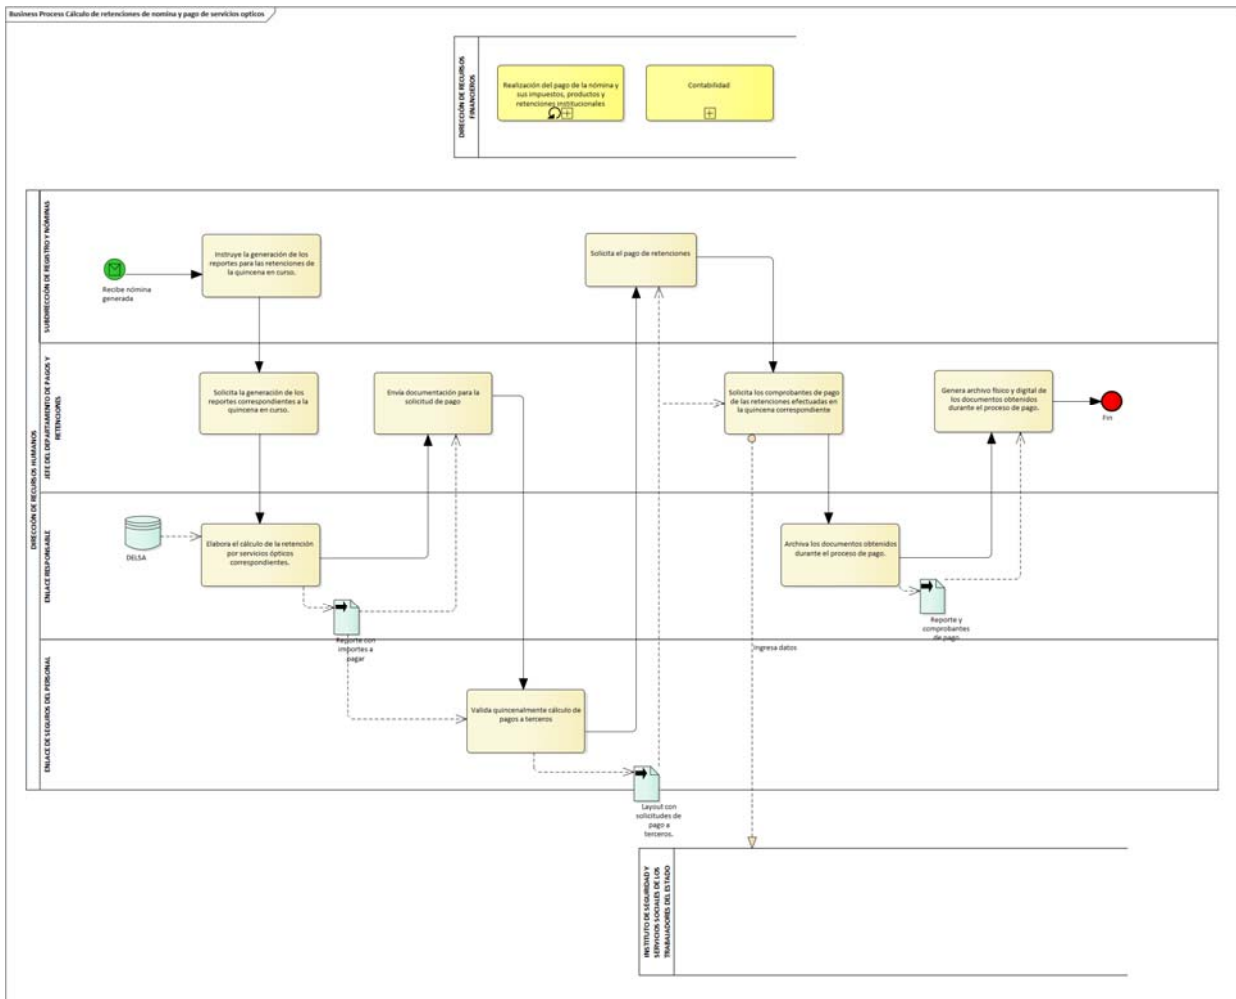 Business Process Cálculo de retenciones de nomina y pago de servicios opticos
DIRECCIÓN DE RECURSOS
FINANCIEROS
Realización del pago de la nómina y
sus impuestos, productos y
retenciones institucionales
Contabilidad
DIRECCIÓN DE RECURSOS HUMANOS
SUBDIRECCIÓN DE REGISTRO Y NÓMINAS
Recibe nómina
generada
Instruye la generación de los
reportes para las retenciones de
la quincena en curso.
Solicita el pago de retenciones
JEFE DEL DEPARTAMENTO DE PAGOS Y
RETENCIONES
Solicita la generación de los
reportes correspondientes a la
quincena en curso.
Envía documentación para la
solicitud de pago
Solicita los comprobantes de pago
de las retenciones efectuadas en
la quincena correspondiente
Genera archivo físico y digital de
los documentos obtenidos
durante el proceso de pago.
Fin
ENLACE RESPONSABLE
DELSA
Elabora el cálculo de la retención
por servicios ópticos
correspondientes.
Reporte con
importes a
pagar
Archiva los documentos obtenidos
durante el proceso de pago.
Reporte y
comprobantes
de pago
ENLACE DE SEGUROS DEL PERSONAL
Ingresa datos
Valida quincenalmente cálculo de
pagos a terceros
Layout con
solicitudes de
pago a
terceros.
INSTITUTO DE SEGURIDAD Y
SERVICIOS SOCIALES DE LOS
TRABAJADORES DEL ESTADO